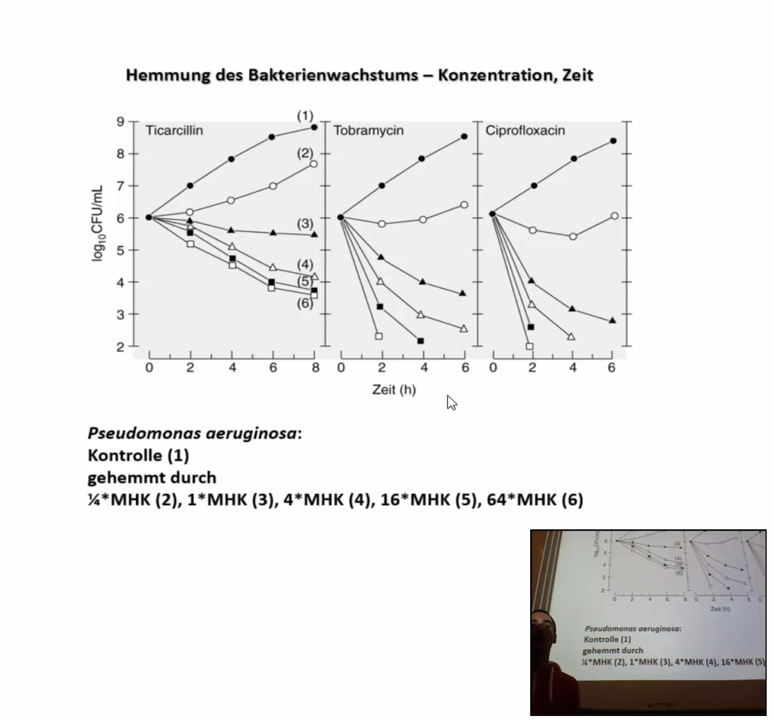 Hemmung des Bakterienwachstums – Konzentration, Zeit
(1)
9
Ticarcillin
Tobramycin
Ciprofloxacin
8
(2)
7
6
(3)
5
4
(4)
(5)
3
(6)
2
log10CFU/mL
0 2 4 6 8 0 2 4 6 0 2 4 6
Zeit (h)
Pseudomonas aeruginosa:
Kontrolle (1)
gehemmt durch
¼*MHK (2), 1*MHK (3), 4*MHK (4), 16*MHK (5), 64*MHK (6)
Zeit (h)
Pseudomonas aeruginosa:
Kontrolle (1)
gehemmt durch
¼*MHK (2), 1*MHK (3), 4*MHK (4), 16*MHK (5)